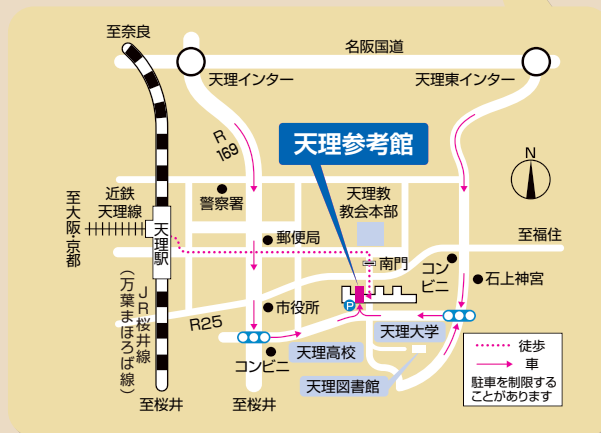 至奈良
名阪国道
天理インター
天理東インター
R
169
天理参考館
N
警察署
天理教
教会本部
近鉄
天理線
至大阪・京都
天理駅
郵便局
至福住
南門
コン
ビニ
石上神宮
JR桜井線
(万葉まほろば線)
市役所
P
R25
天理大学
天理高校
コンビニ
天理図書館
徒歩
車
駐車を制限する
ことがあります
至桜井
至桜井